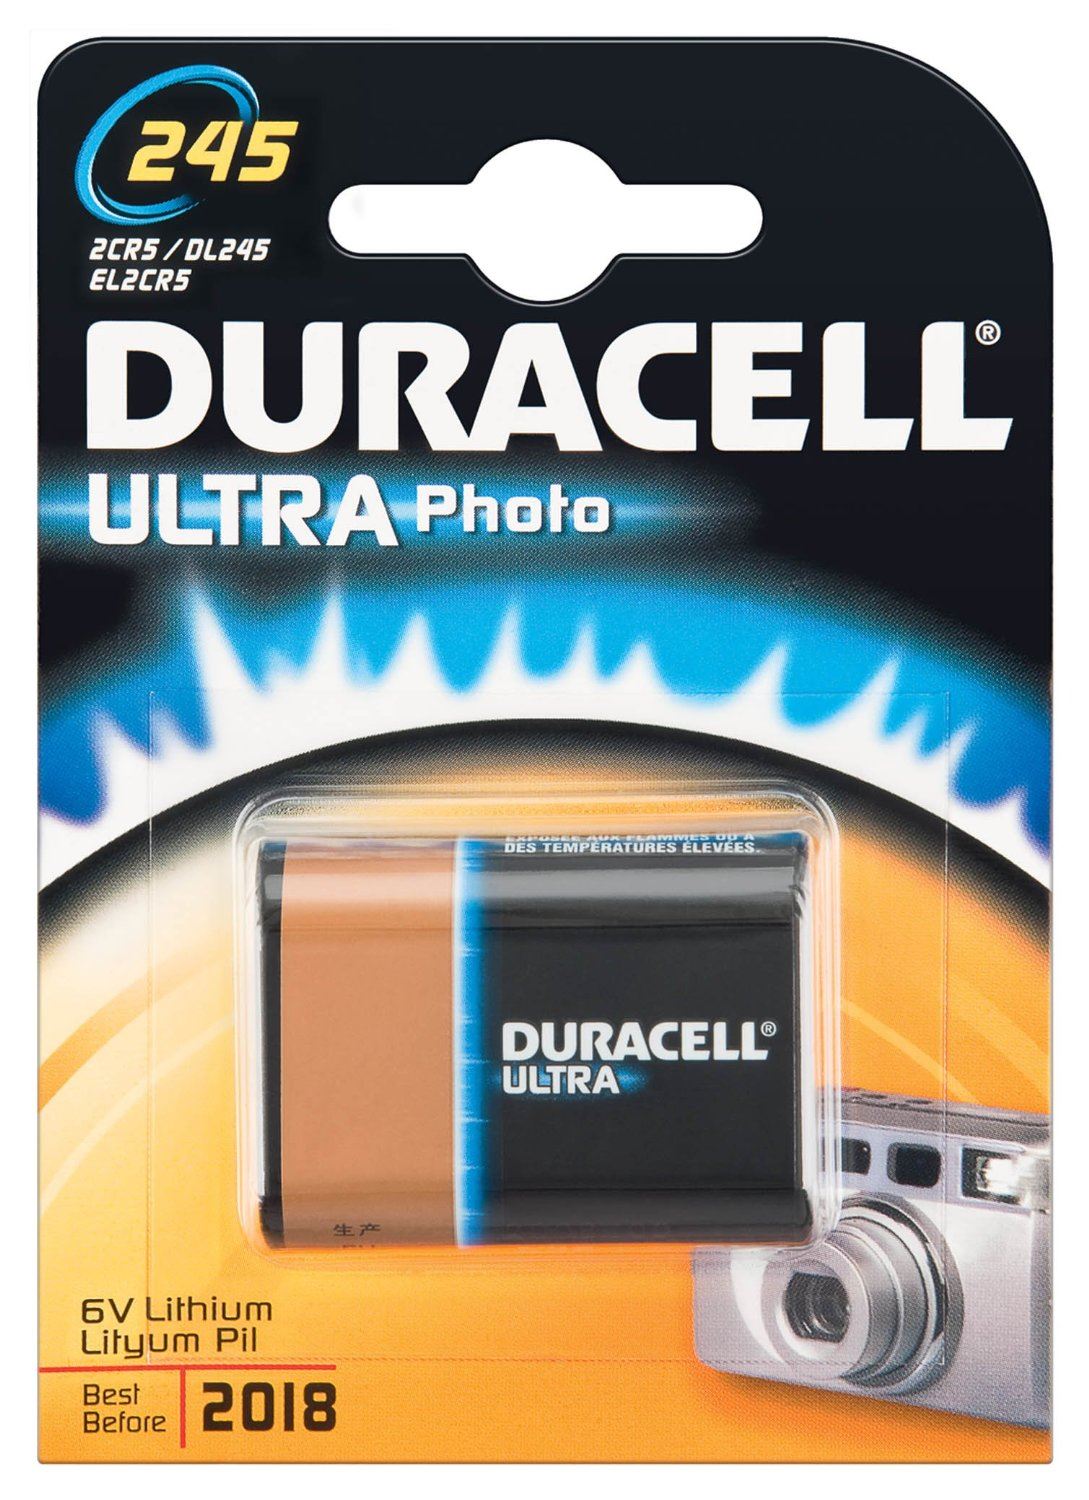 245
2CR5 / DL245
EL2CR5
DURACELL®
ULTRA Photo
EXPOSÉE AUX FLAMMES OU À
DES TEMPÉRATURES ÉLEVÉES.
DURACELL®
ULTRA
生产
6V Lithium
Lityum Pil
Best
Before
2018